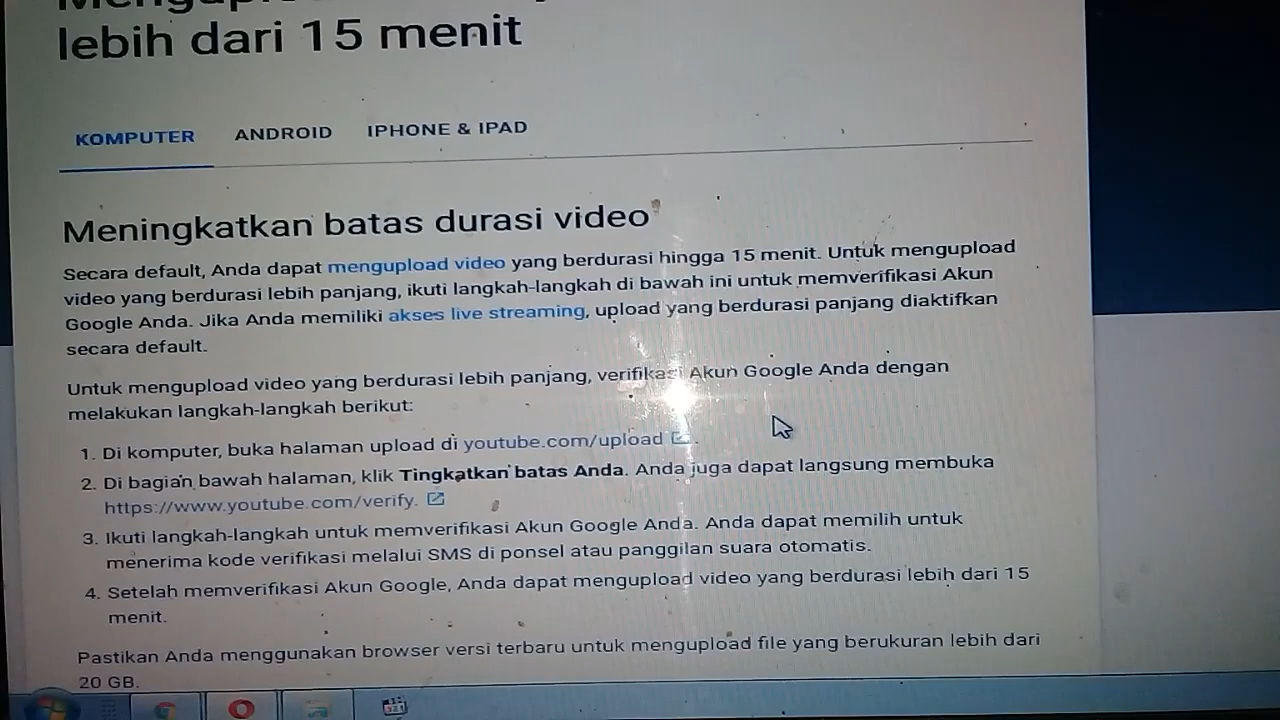 lebih dari 15 menit
KOMPUTER ANDROID IPHONE & IPAD
Meningkatkan batas durasi video
Secara default, Anda dapat mengupload video yang berdurasi hingga 15 menit. Untuk mengupload
video yang berdurasi lebih panjang, ikuti langkah-langkah di bawah ini untuk memverifikasi Akun
Google Anda. Jika Anda memiliki akses live streaming, upload yang berdurasi panjang diaktifkan
secara default.
Untuk mengupload video yang berdurasi lebih panjang, verifikasi Akun Google Anda dengan
melakukan langkah-langkah berikut:
1. Di komputer, buka halaman upload di youtube.com/upload.
2. Di bagian bawah halaman, klik Tingkatkan batas Anda. Anda juga dapat langsung membuka
https://www.youtube.com/verify.
3. Ikuti langkah-langkah untuk memverifikasi Akun Google Anda. Anda dapat memilih untuk
menerima kode verifikasi melalui SMS di ponsel atau panggilan suara otomatis.
4. Setelah memverifikasi Akun Google, Anda dapat mengupload video yang berdurasi lebih dari 15
menit.
Pastikan Anda menggunakan browser versi terbaru untuk mengupload file yang berukuran lebih dari
20 GB.